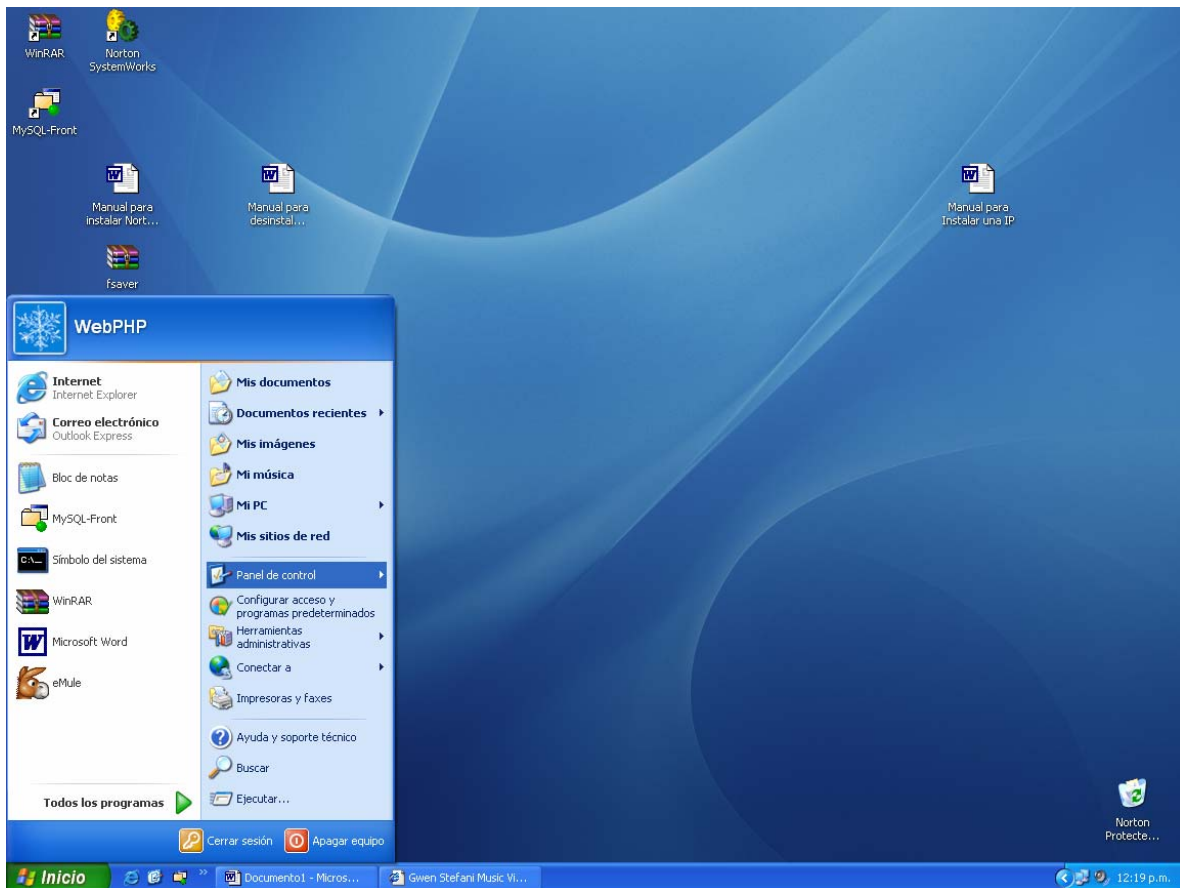 WinRAR
Norton
SystemWorks
MySQL-Front
Manual para
instalar Nort...
Manual para
desinstal...
Manual para
Instalar una IP
fsaver
WebPHP
Internet
Internet Explorer
Correo electrónico
Outlook Express
Bloc de notas
MySQL-Front
C:\_
Símbolo del sistema
WinRAR
Microsoft Word
eMule
Todos los programas
Mis documentos
Documentos recientes
Mis imágenes
Mi música
Mi PC
Mis sitios de red
Panel de control
Configurar acceso y
programas predeterminados
Herramientas
administrativas
Conectar a
Impresoras y faxes
Ayuda y soporte técnico
Buscar
Ejecutar...
Cerrar sesión
Apagar equipo
Norton
Protecte...
Inicio
Documento1 - Micros...
Gwen Stefani Music Vi...
12:19 p.m.